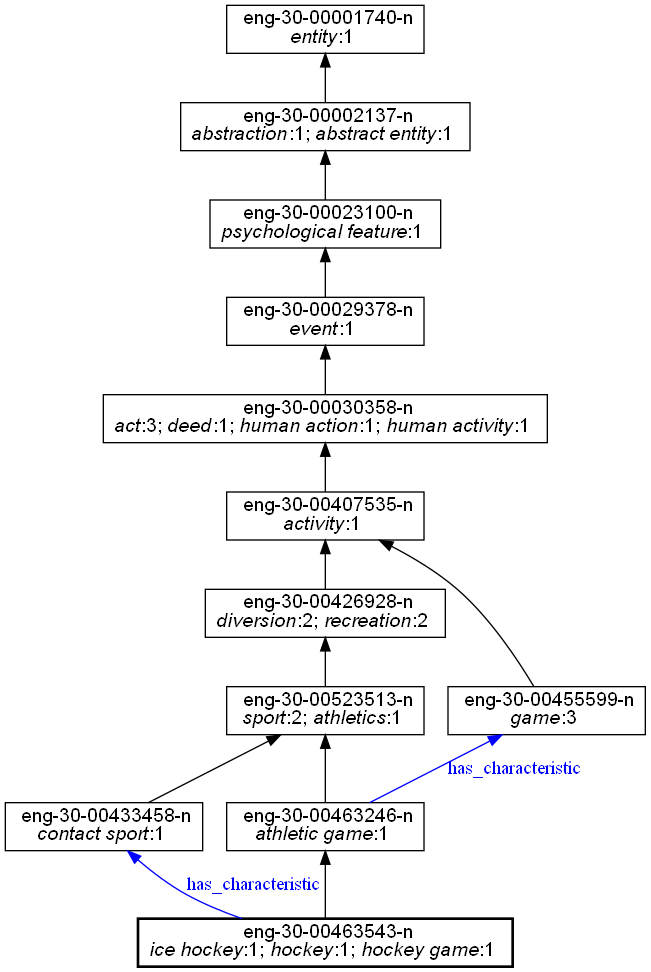 eng-30-00001740-n
entity:1
eng-30-00002137-n
abstraction:1; abstract entity:1
eng-30-00023100-n
psychological feature:1
eng-30-00029378-n
event:1
eng-30-00030358-n
act:3; deed:1; human action:1; human activity:1
eng-30-00407535-n
activity:1
eng-30-00426928-n
diversion:2; recreation:2
eng-30-00523513-n
sport:2; athletics:1
eng-30-00455599-n
game:3
has_characteristic
eng-30-00433458-n
contact sport:1
eng-30-00463246-n
athletic game:1
has_characteristic
eng-30-00463543-n
ice hockey:1; hockey:1; hockey game:1